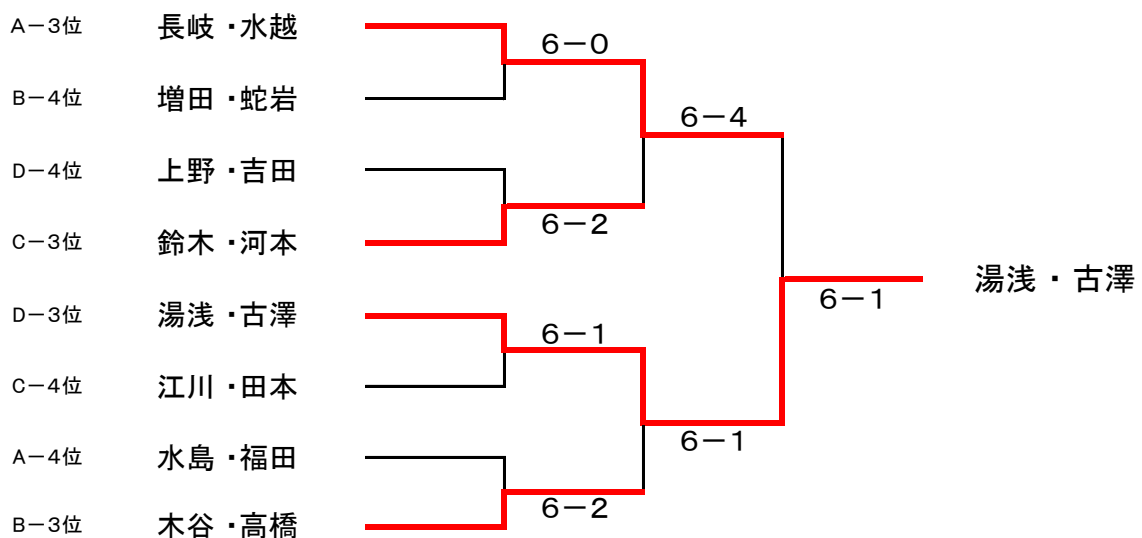 A－3位 長岐・水越
6－0
B－4位 増田・蛇岩
6－4
D－4位 上野・吉田
6－2
C－3位 鈴木・河本
湯浅・古澤
6－1
D－3位 湯浅・古澤
6－1
C－4位 江川・田本
6－1
A－4位 水島・福田
6－2
B－3位 木谷・高橋